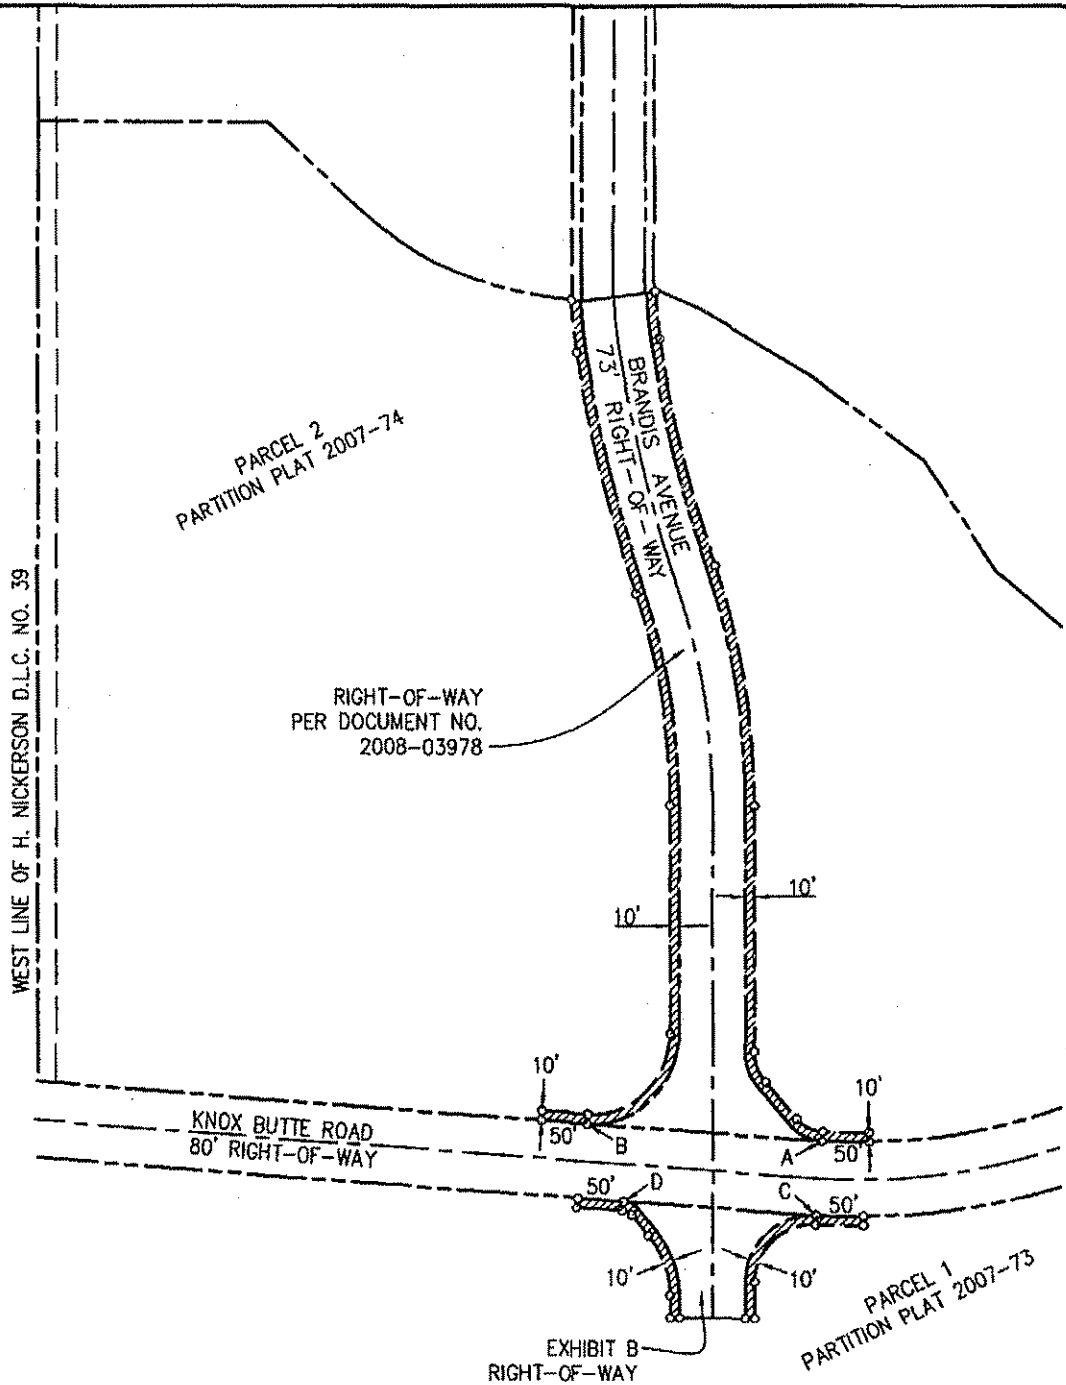 BRANDIS AVENUE
73' RIGHT-OF-WAY
PARCEL 2
PARTITION PLAT 2007-74
WEST LINE OF H. NICKERSON D.L.C. NO. 39
RIGHT-OF-WAY
PER DOCUMENT NO.
2008-03978
10'
10'
10'
10'
KNOX BUTTE ROAD
80' RIGHT-OF-WAY
50'
B
A
50'
50'
D
C
50'
10'
10'
PARCEL 1
PARTITION PLAT 2007-73
EXHIBIT B
RIGHT-OF-WAY